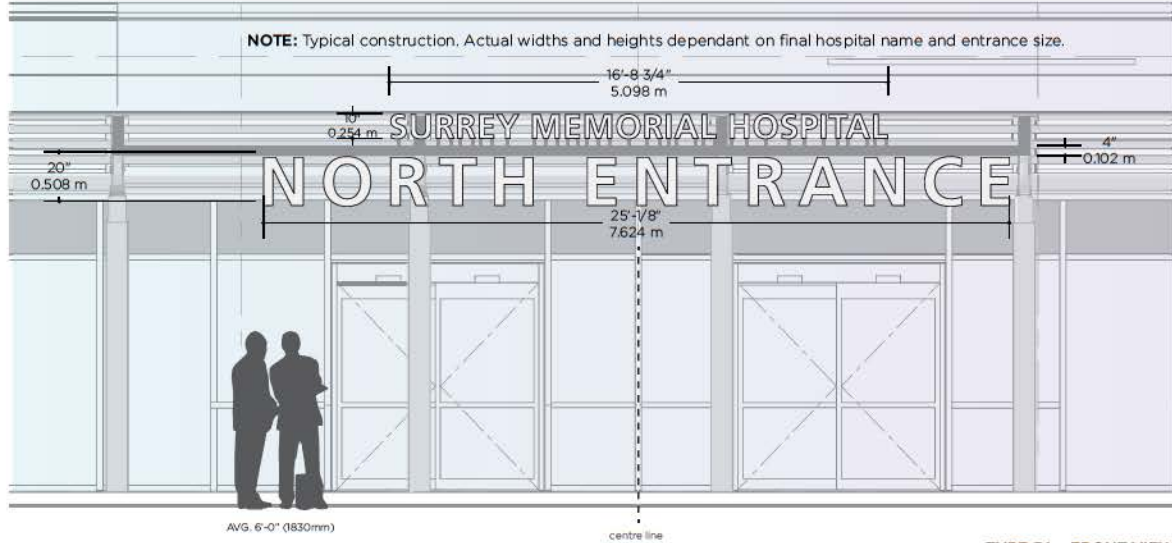 NOTE: Typical construction. Actual widths and heights dependant on final hospital name and entrance size.
16'-8 3/4"
5.098 m
10"
0.254 m
SURREY MEMORIAL HOSPITAL
4"
0.102 m
20"
0.508 m
NORTH ENTRANCE
25'-1/8"
7.624 m
AVG. 6'-0" (1830mm)
centre line